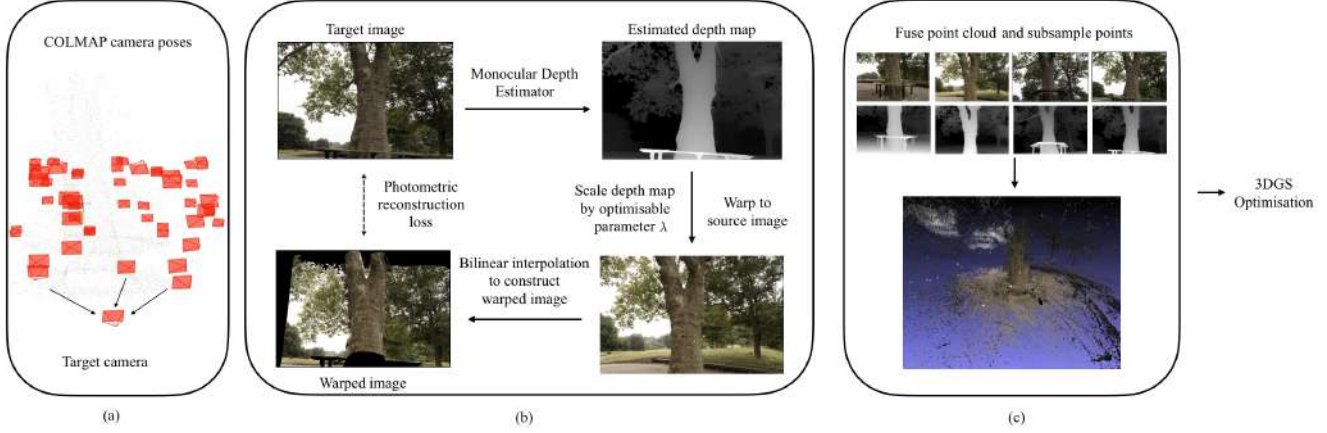 COLMAP camera poses
Target camera
(a)
Target image
Estimated depth map
Monocular Depth
Estimator
Photometric
reconstruction
loss
Scale depth map
by optimisable
parameter λ
Warp to
source image
Bilinear interpolation
to construct
warped image
Warped image
(b)
Fuse point cloud and subsample points
(c)
3DGS
Optimisation